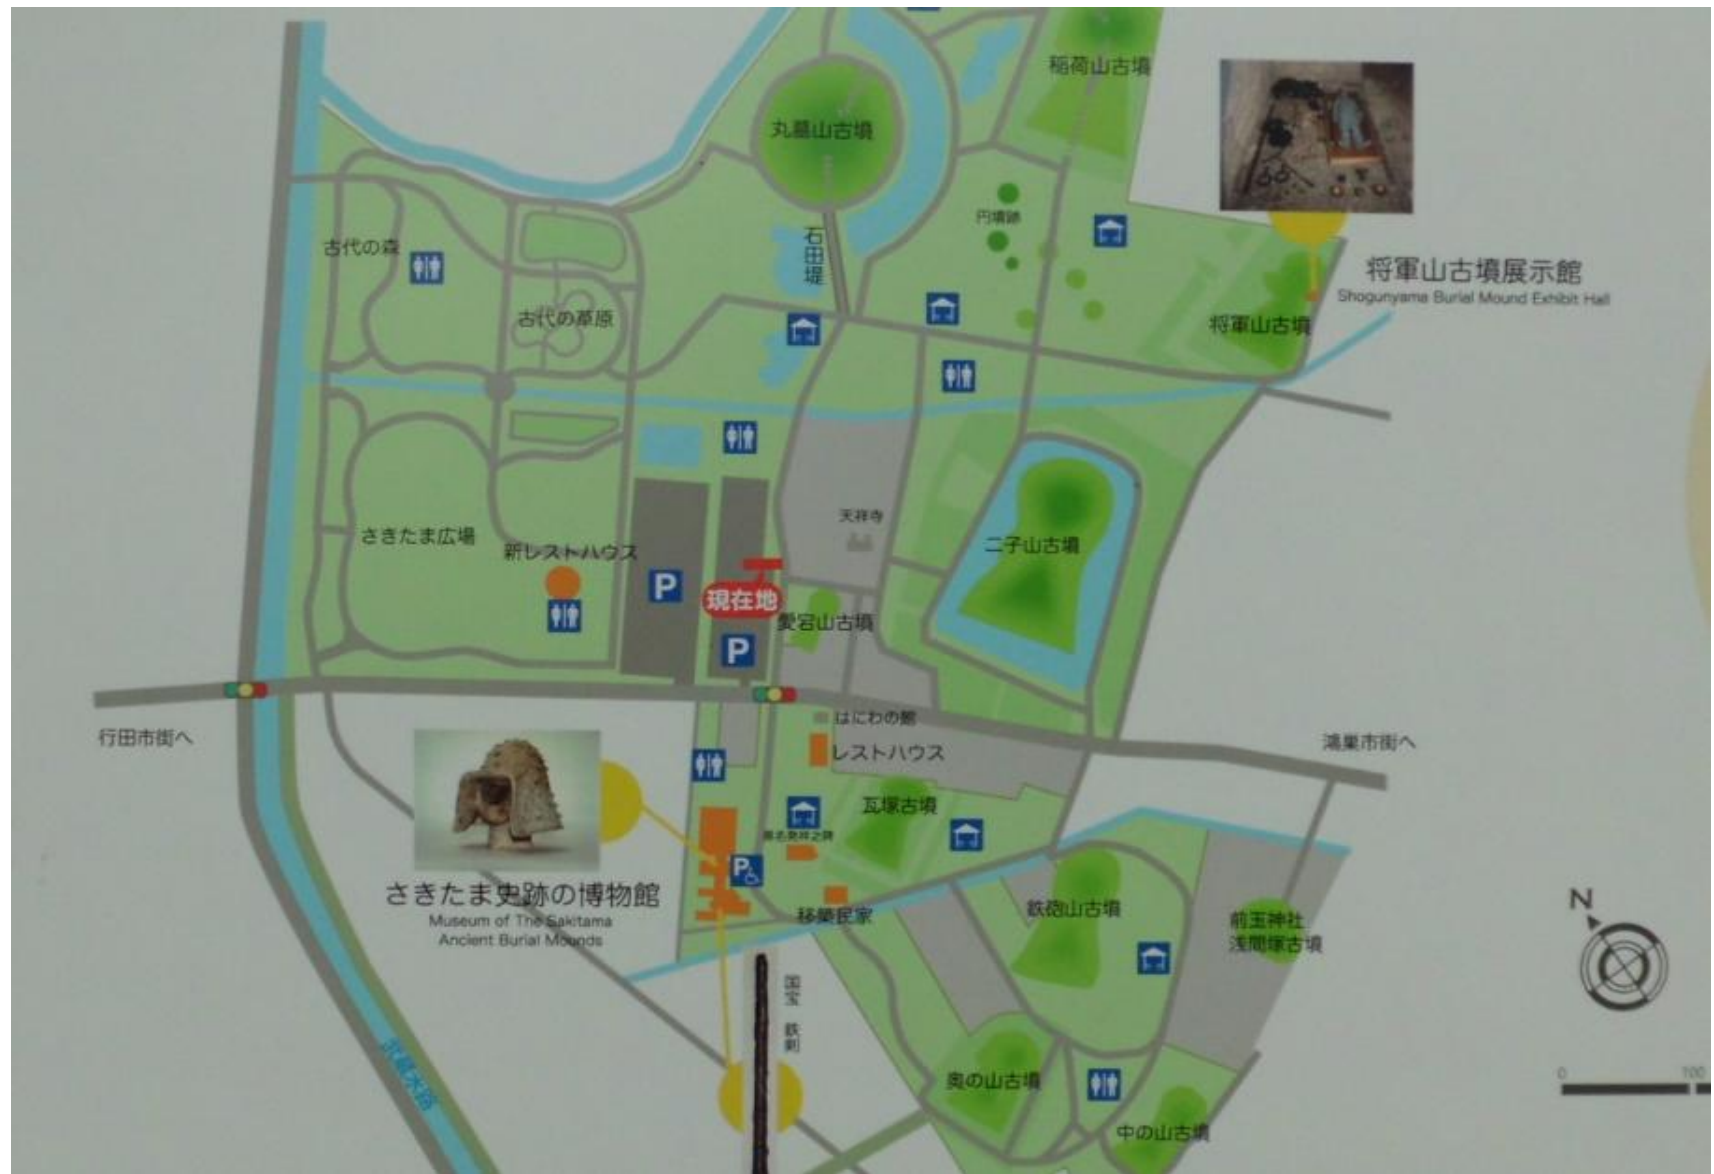 稲荷山古墳
丸墓山古墳
円墳跡
石田堤
古代の森
古代の草原
将軍山古墳展示館
Shogunyama Burial Mound Exhibit Hall
将軍山古墳
天祥寺
さきたま広場
新レストハウス
二子山古墳
P
現在地
愛宕山古墳
P
行田市街へ
はにわの館
レストハウス
鴻巣市街へ
瓦塚古墳
P
さきたま史跡の博物館
Museum of The Sakitama
Ancient Burial Mounds
移築民家
鉄砲山古墳
前玉神社
浅間塚古墳
N
国宝 鉄剣
武蔵水路
奥の山古墳
中の山古墳
0 100